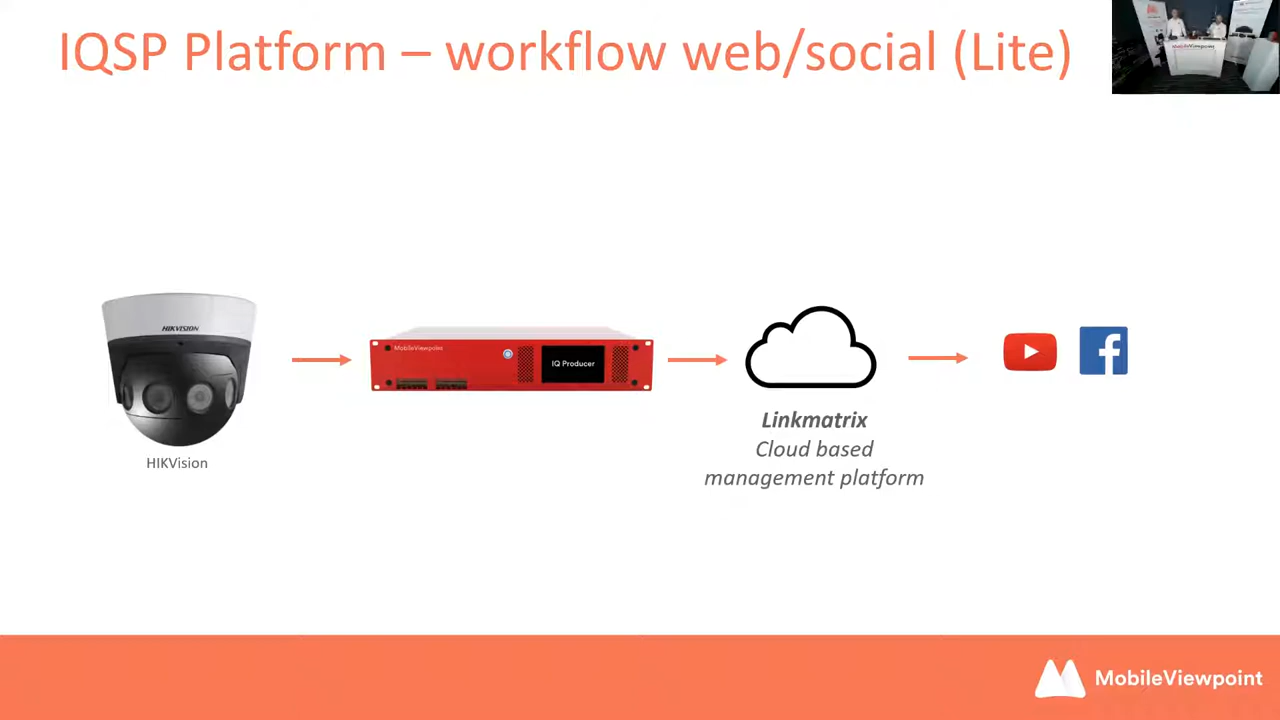 IQSP Platform – workflow web/social (Lite)
HIKVISION
MobileViewpoint
IQ Producer
HIKVision
Linkmatrix
Cloud based
management platform
MobileViewpoint